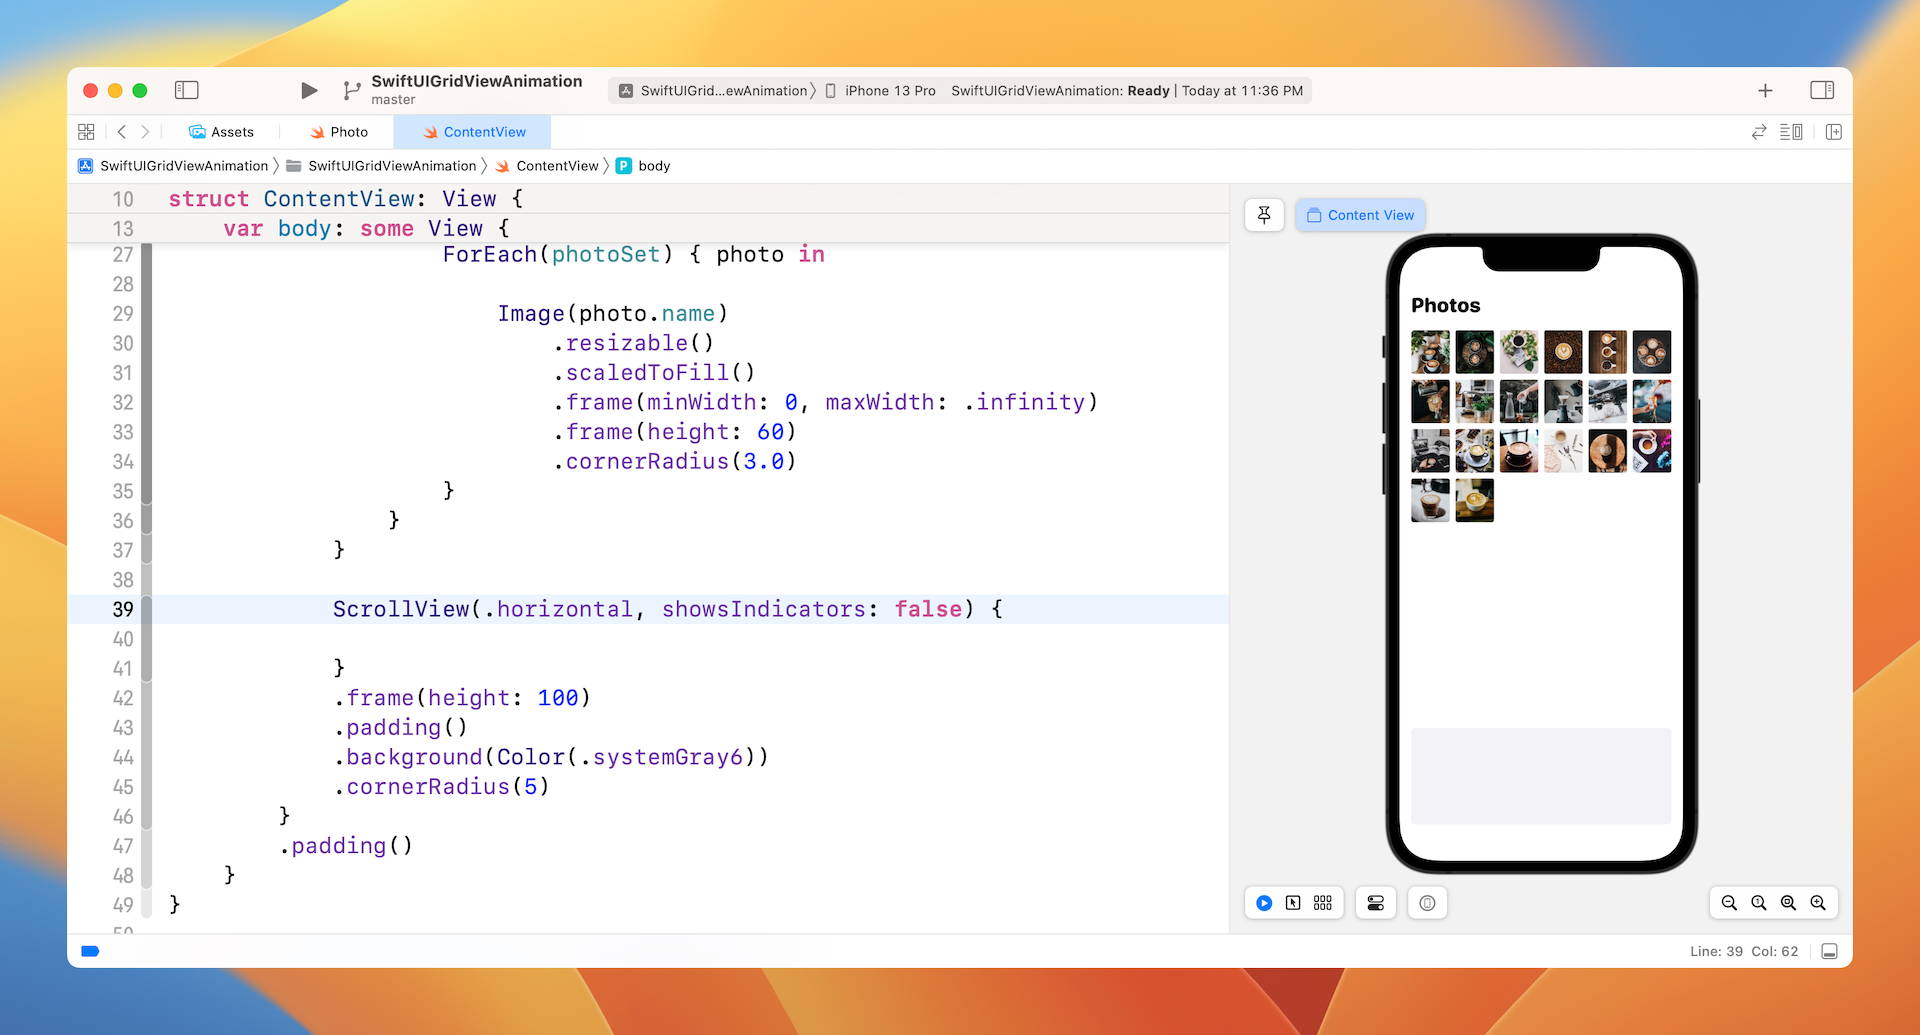 SwiftUIGridViewAnimation
master
SwiftUIGrid...ewAnimation〉 iPhone 13 Pro SwiftUIGridViewAnimation: Ready | Today at 11:36 PM
Assets Photo ContentView
SwiftUIGridViewAnimation 〉 SwiftUIGridViewAnimation 〉 ContentView 〉 P body
10 struct ContentView: View {
13 var body: some View {
27 ForEach(photoSet) { photo in
28
29 Image(photo.name)
30 .resizable()
31 .scaledToFill()
32 .frame(minWidth: 0, maxWidth: .infinity)
33 .frame(height: 60)
34 .cornerRadius(3.0)
35 }
36 }
37 }
38
39 ScrollView(.horizontal, showsIndicators: false) {
40
41 }
42 .frame(height: 100)
43 .padding()
44 .background(Color(.systemGray6))
45 .cornerRadius(5)
46 }
47 .padding()
48 }
49 }
50
Content View
Photos
Line: 39 Col: 62